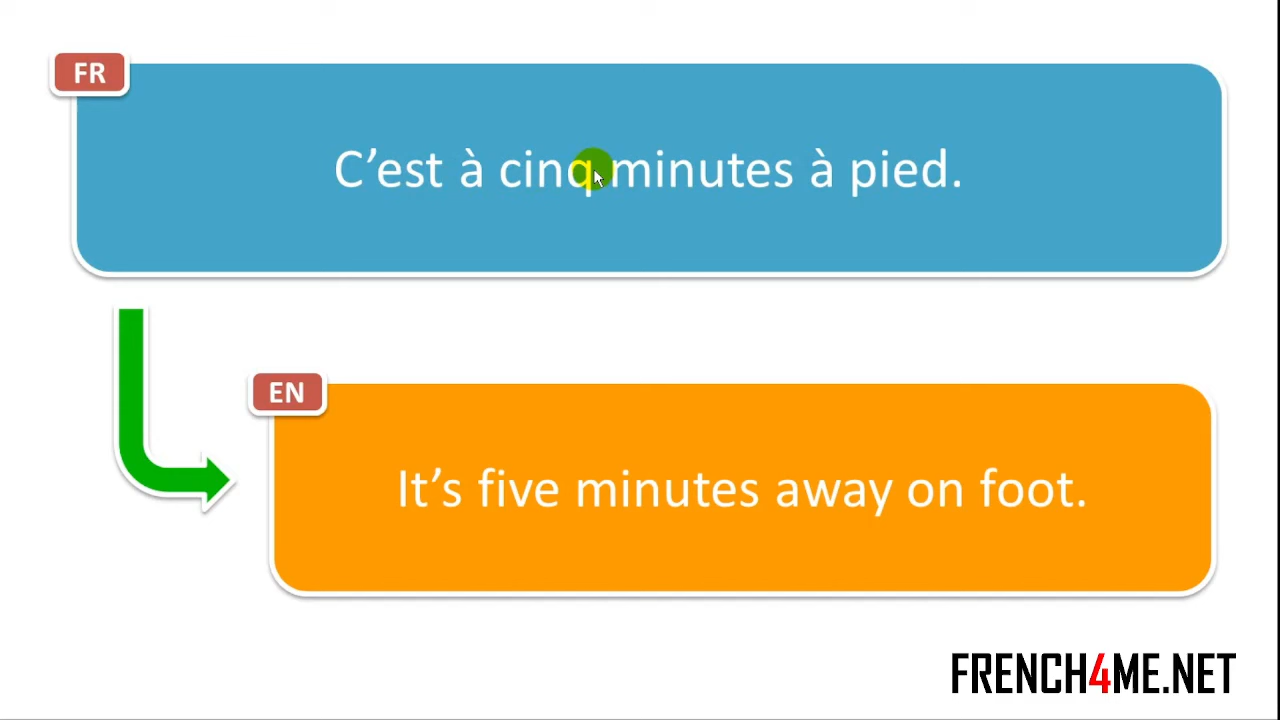 FR
C’est à cinq minutes à pied.
EN
It’s five minutes away on foot.
FRENCH4ME.NET